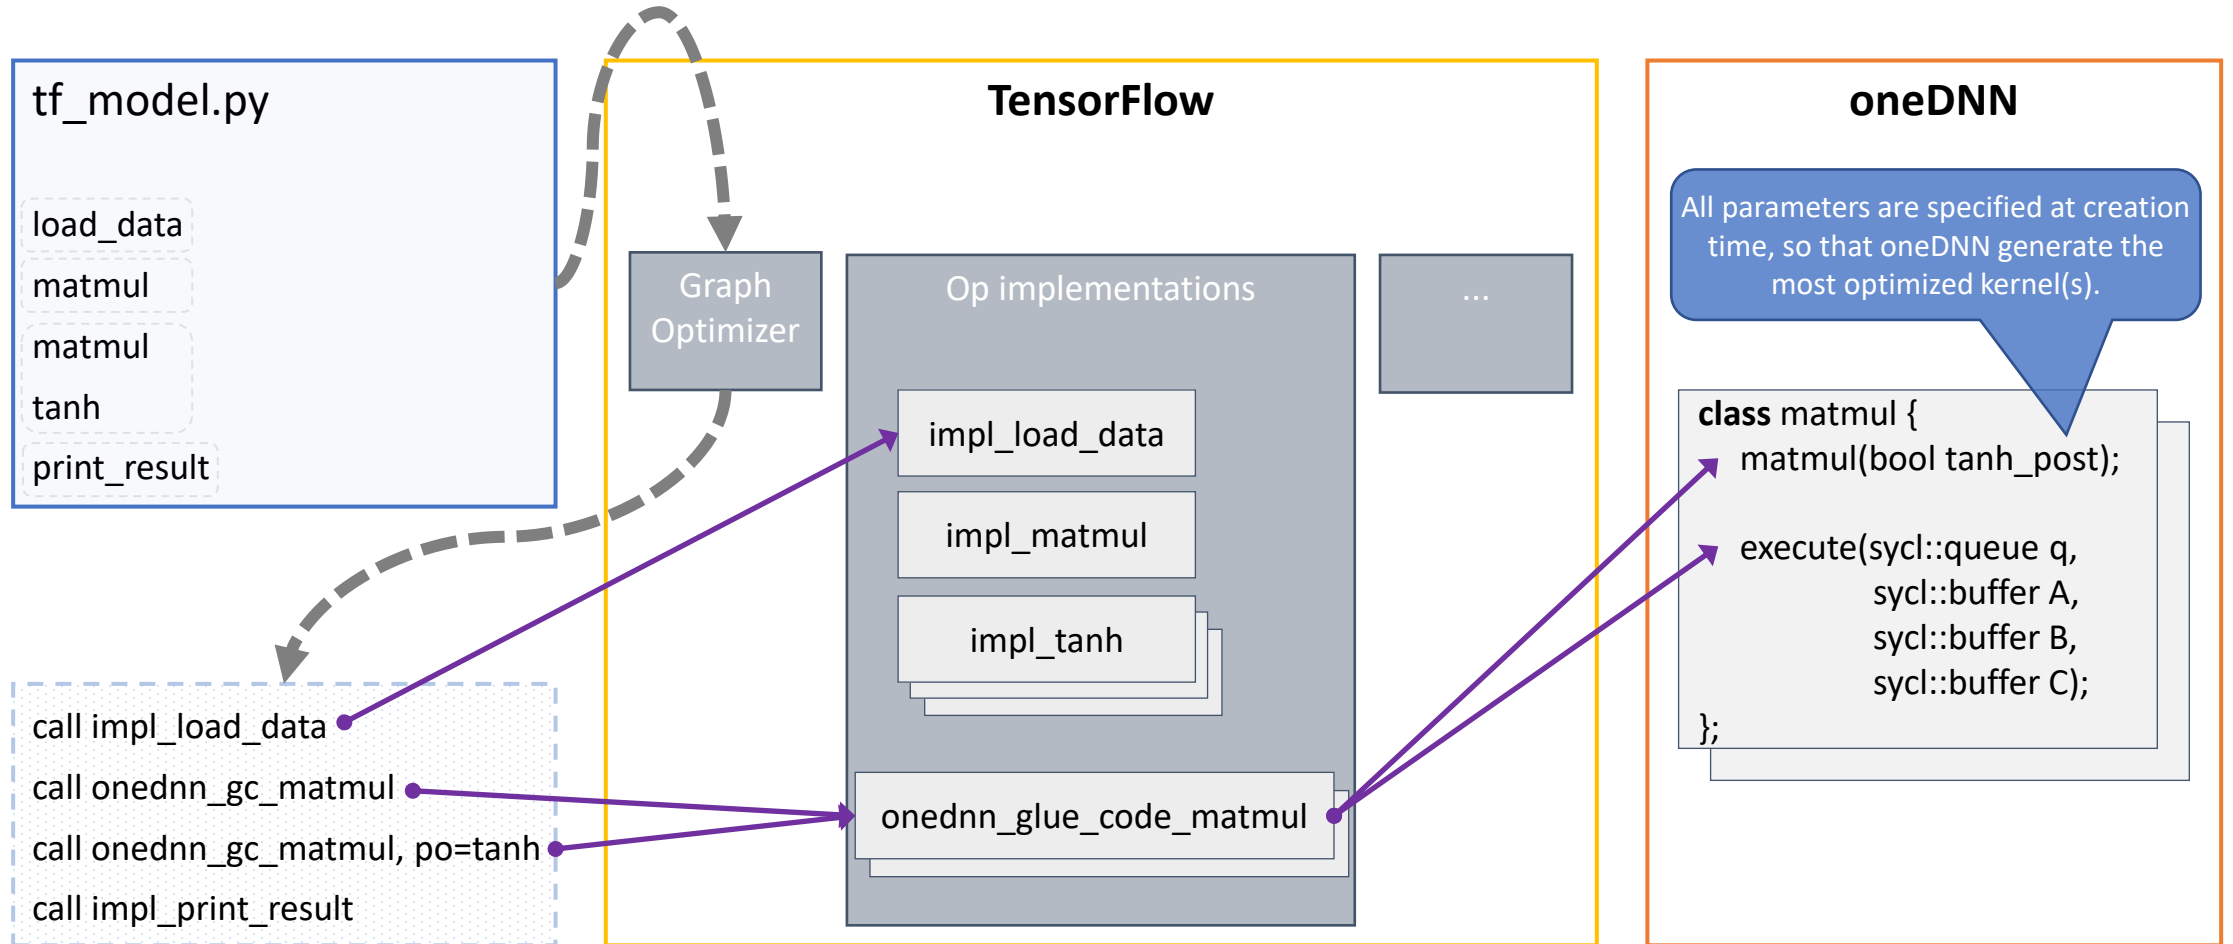 tf_model.py
load_data
matmul
matmul
tanh
print_result
call impl_load_data
call onednn_gc_matmul
call onednn_gc_matmul, po=tanh
call impl_print_result
TensorFlow
Graph
Optimizer
Op implementations
impl_load_data
impl_matmul
impl_tanh
onednn_glue_code_matmul
...
oneDNN
All parameters are specified at creation
time, so that oneDNN generate the
most optimized kernel(s).
class matmul {
matmul(bool tanh_post);
execute(sycl::queue q,
sycl::buffer A,
sycl::buffer B,
sycl::buffer C);
};